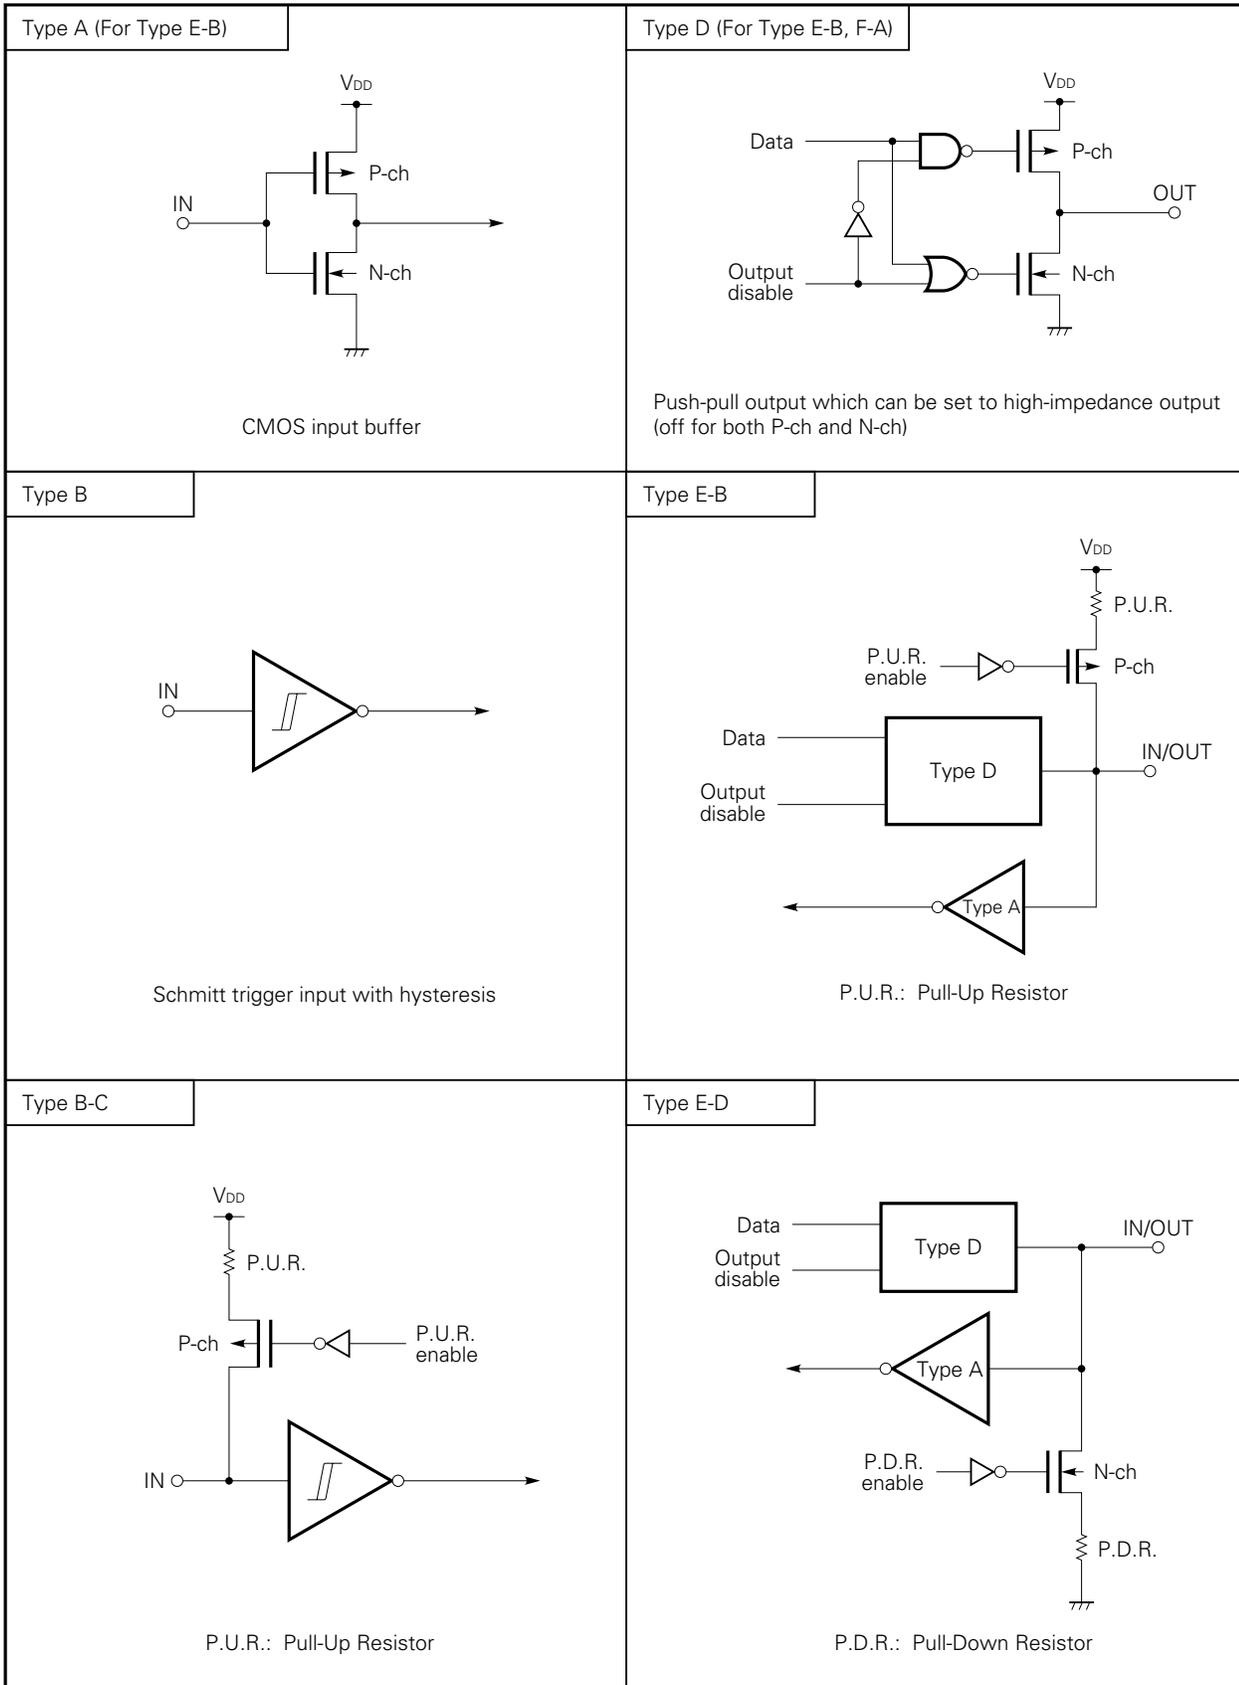 Type A (For Type E-B)
VDD
P-ch
IN
N-ch
CMOS input buffer
Type D (For Type E-B, F-A)
VDD
Data
P-ch
OUT
Output
disable
N-ch
Push-pull output which can be set to high-impedance output
(off for both P-ch and N-ch)
Type B
IN
Schmitt trigger input with hysteresis
Type E-B
VDD
P.U.R.
P.U.R.
enable
P-ch
Data
Type D
IN/OUT
Output
disable
Type A
P.U.R.: Pull-Up Resistor
Type B-C
VDD
P.U.R.
P-ch
P.U.R.
enable
IN
P.U.R.: Pull-Up Resistor
Type E-D
Data
Type D
IN/OUT
Output
disable
Type A
P.D.R.
enable
N-ch
P.D.R.
P.D.R.: Pull-Down Resistor